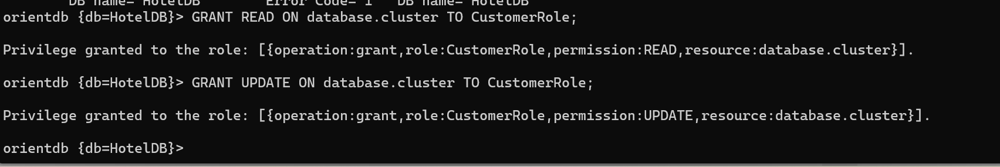 DB name="HotelDB" Error Code="1" DB name="HotelDB"
orientdb {db=HotelDB}> GRANT READ ON database.cluster TO CustomerRole;
Privilege granted to the role: [{operation:grant,role:CustomerRole,permission:READ,resource:database.cluster}].
orientdb {db=HotelDB}> GRANT UPDATE ON database.cluster TO CustomerRole;
Privilege granted to the role: [{operation:grant,role:CustomerRole,permission:UPDATE,resource:database.cluster}].
orientdb {db=HotelDB}>